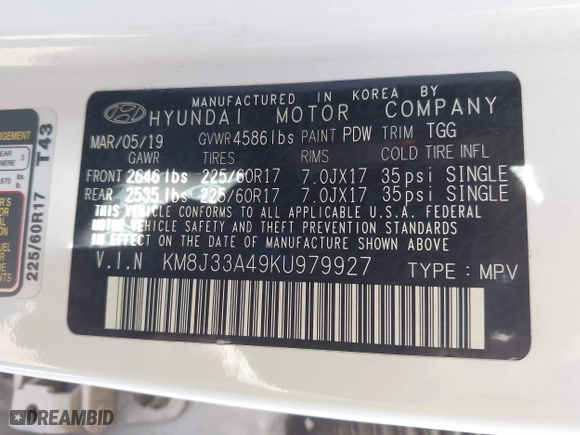 MANUFACTURED IN KOREA BY
HYUNDAI MOTOR COMPANY
MAR/05/19 GVWR 4586 lbs PAINT PDW TRIM TGG
GAWR TIRES RIMS COLD TIRE INFL
FRONT 2646 lbs 225/60R17 7.0JX17 35psi SINGLE
REAR 2535 lbs 225/60R17 7.0JX17 35psi SINGLE
THIS VEHICLE CONFORMS TO ALL APPLICABLE U.S.A. FEDERAL
MOTOR VEHICLE SAFETY AND THEFT PREVENTION STANDARDS
IN EFFECT ON THE DATE OF MANUFACTURE SHOWN ABOVE.
V.I.N KM8J33A49KU979927 TYPE : MPV
T43
225/60R17
DREAMBID